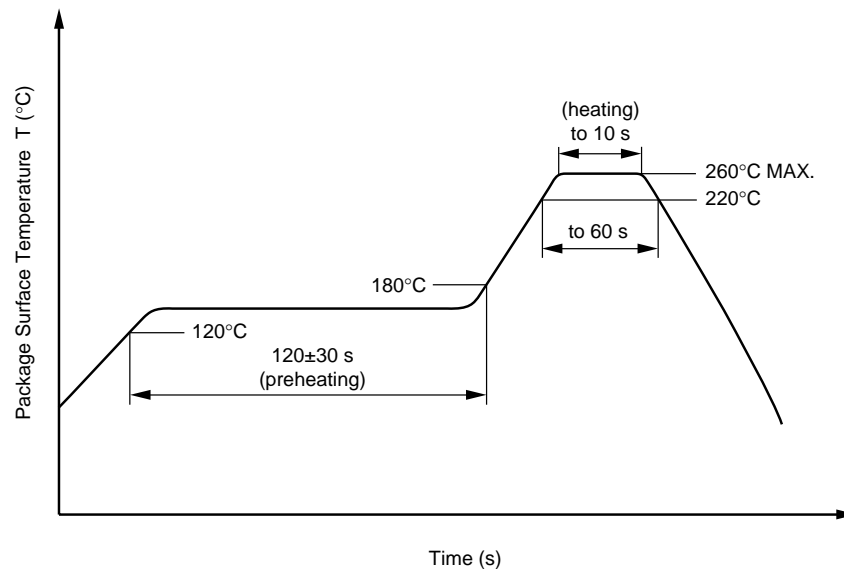 Package Surface Temperature T (°C)
(heating)
to 10 s
260°C MAX.
220°C
to 60 s
180°C
120°C
120±30 s
(preheating)
Time (s)